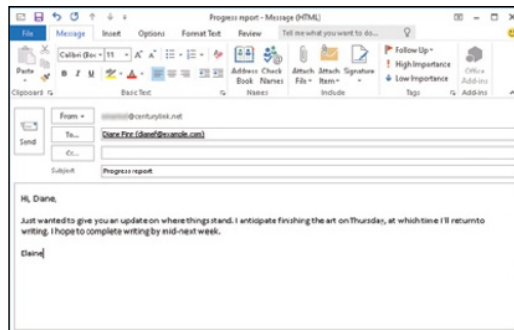 Progress report - Message (HTML)
File Message Insert Options Format Text Review Tell me what you want to do...
Paste
Calibri (Boc 11
B I U
Address Book
Check Names
Attach File
Attach Item
Signature
Follow Up
High Importance
Low Importance
Office Add-ins
Clipboard Basic Text Names Include Tags Add-ins
From @centurylink.net
Send
To... Diane Finr (dianef@example.com)
Cc...
Subject Progress report
Hi, Diane,
Just wanted to give you an update on where things stand. I anticipate finishing the art on Thursday, at which time I'll return to
writing. I hope to complete writing by mid-next week.
Elaine